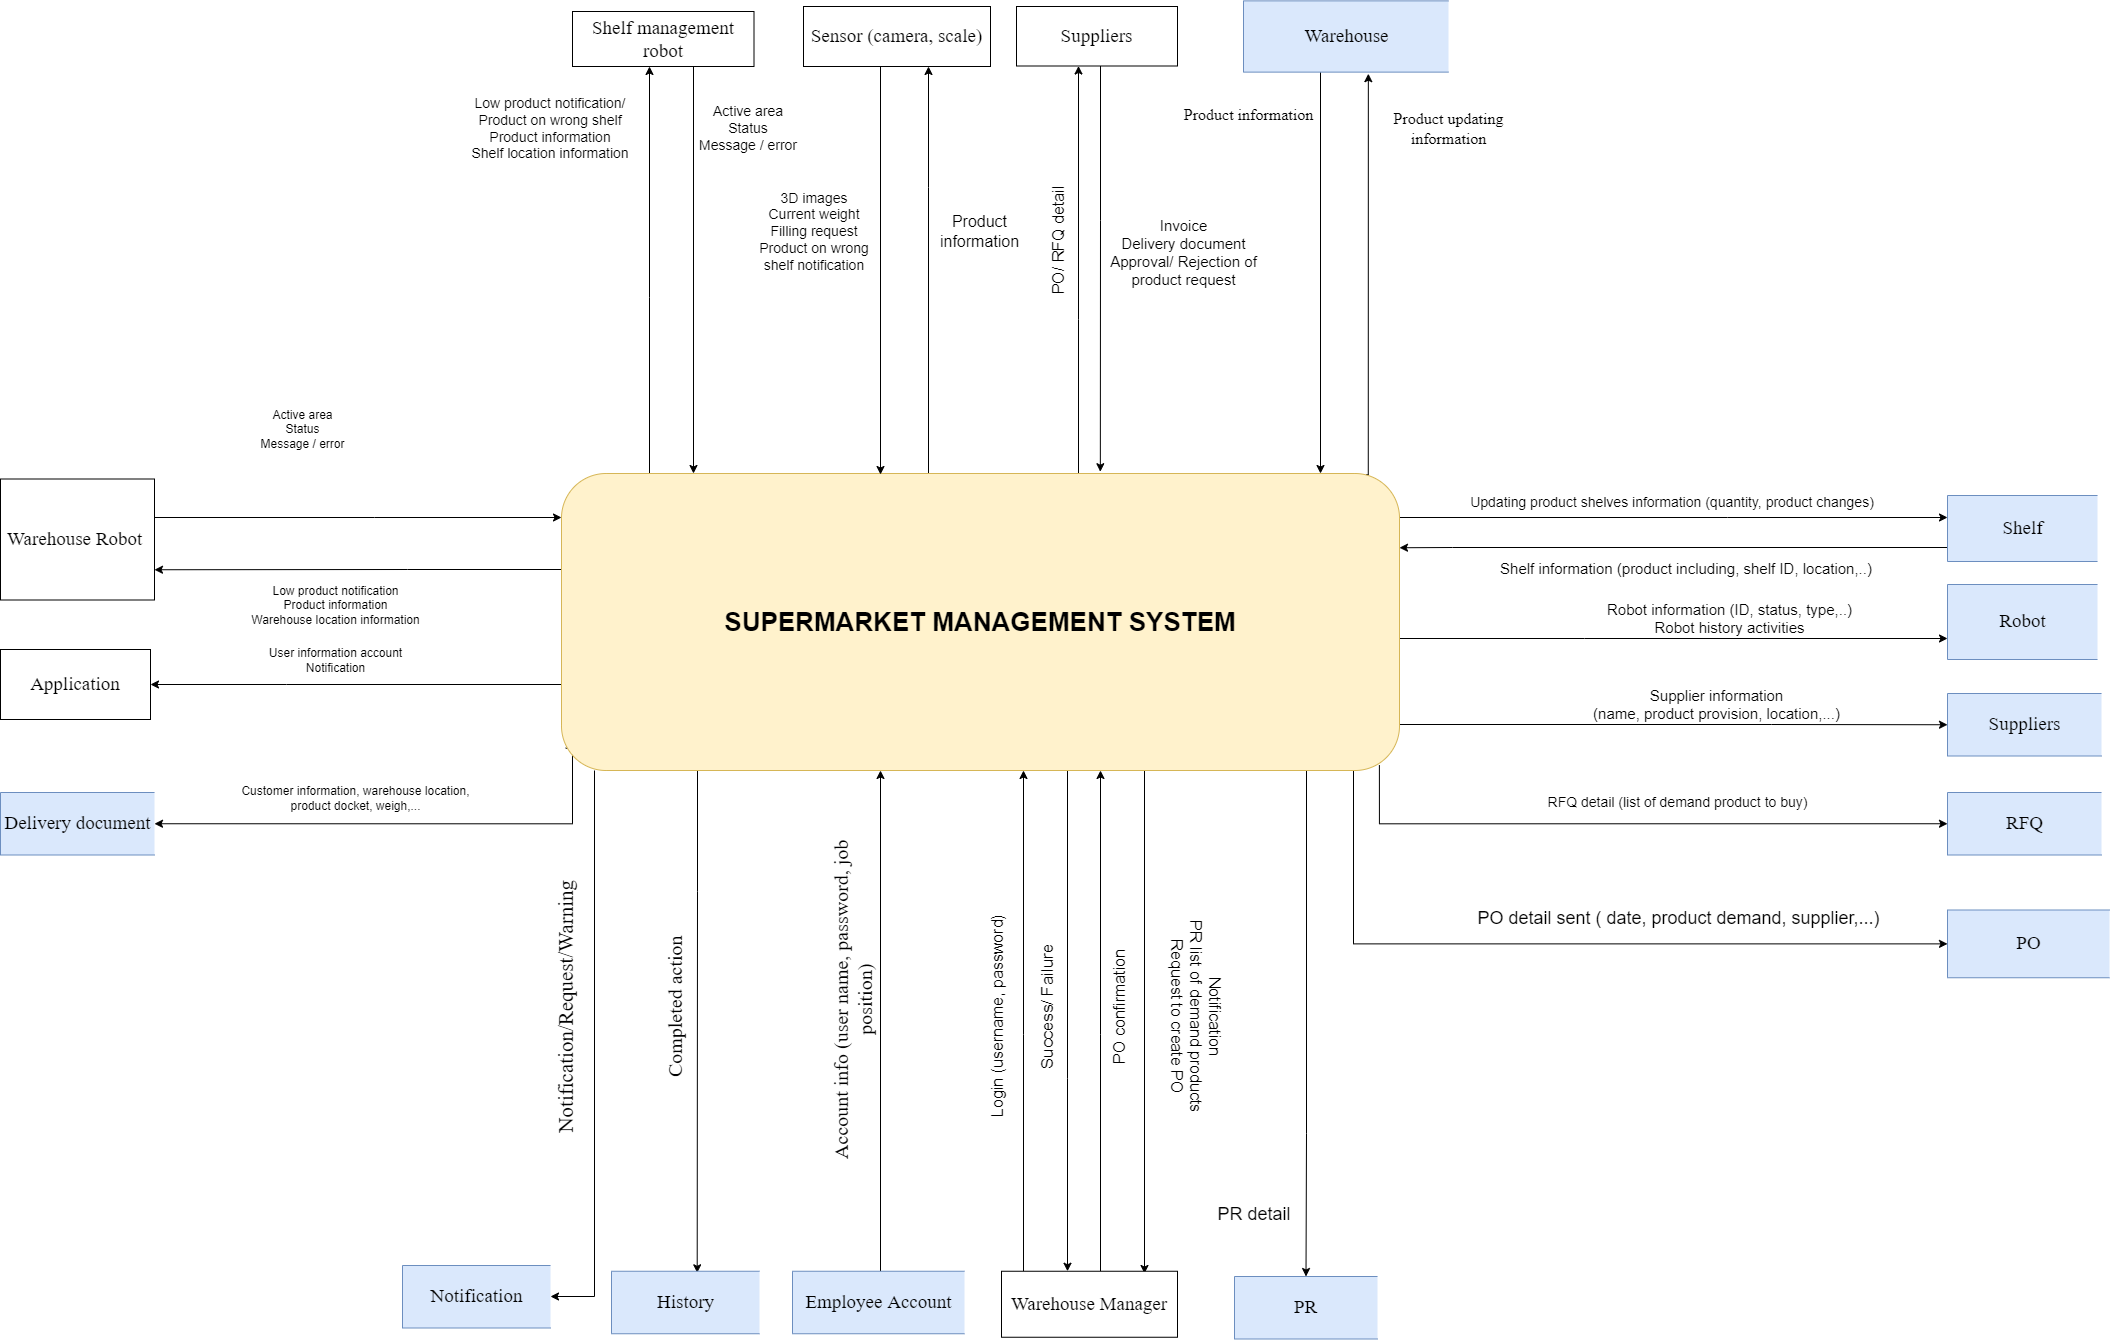 Shelf management
robot
Sensor (camera, scale)
Suppliers
Warehouse
Low product notification/
Product on wrong shelf
Product information
Shelf location information
Active area
Status
Message / error
3D images
Current weight
Filling request
Product on wrong
shelf notification
Product
information
PO/ RFQ detail
Invoice
Delivery document
Approval/ Rejection of
product request
Product information
Product updating
information
Active area
Status
Message / error
Warehouse Robot
Low product notification
Product information
Warehouse location information
User information account
Notification
Application
Customer information, warehouse location,
product docket, weigh,...
Delivery document
SUPERMARKET MANAGEMENT SYSTEM
Updating product shelves information (quantity, product changes)
Shelf
Shelf information (product including, shelf ID, location,..)
Robot information (ID, status, type,..)
Robot history activities
Robot
Supplier information
(name, product provision, location,...)
Suppliers
RFQ detail (list of demand product to buy)
RFQ
PO detail sent ( date, product demand, supplier,...)
PO
Notification/Request/Warning
Completed action
Account info (user name, password, job
position)
Login (username, password)
Success/ Failure
PO confirmation
Notification
PR list of demand products
Request to create PO
PR detail
Notification
History
Employee Account
Warehouse Manager
PR